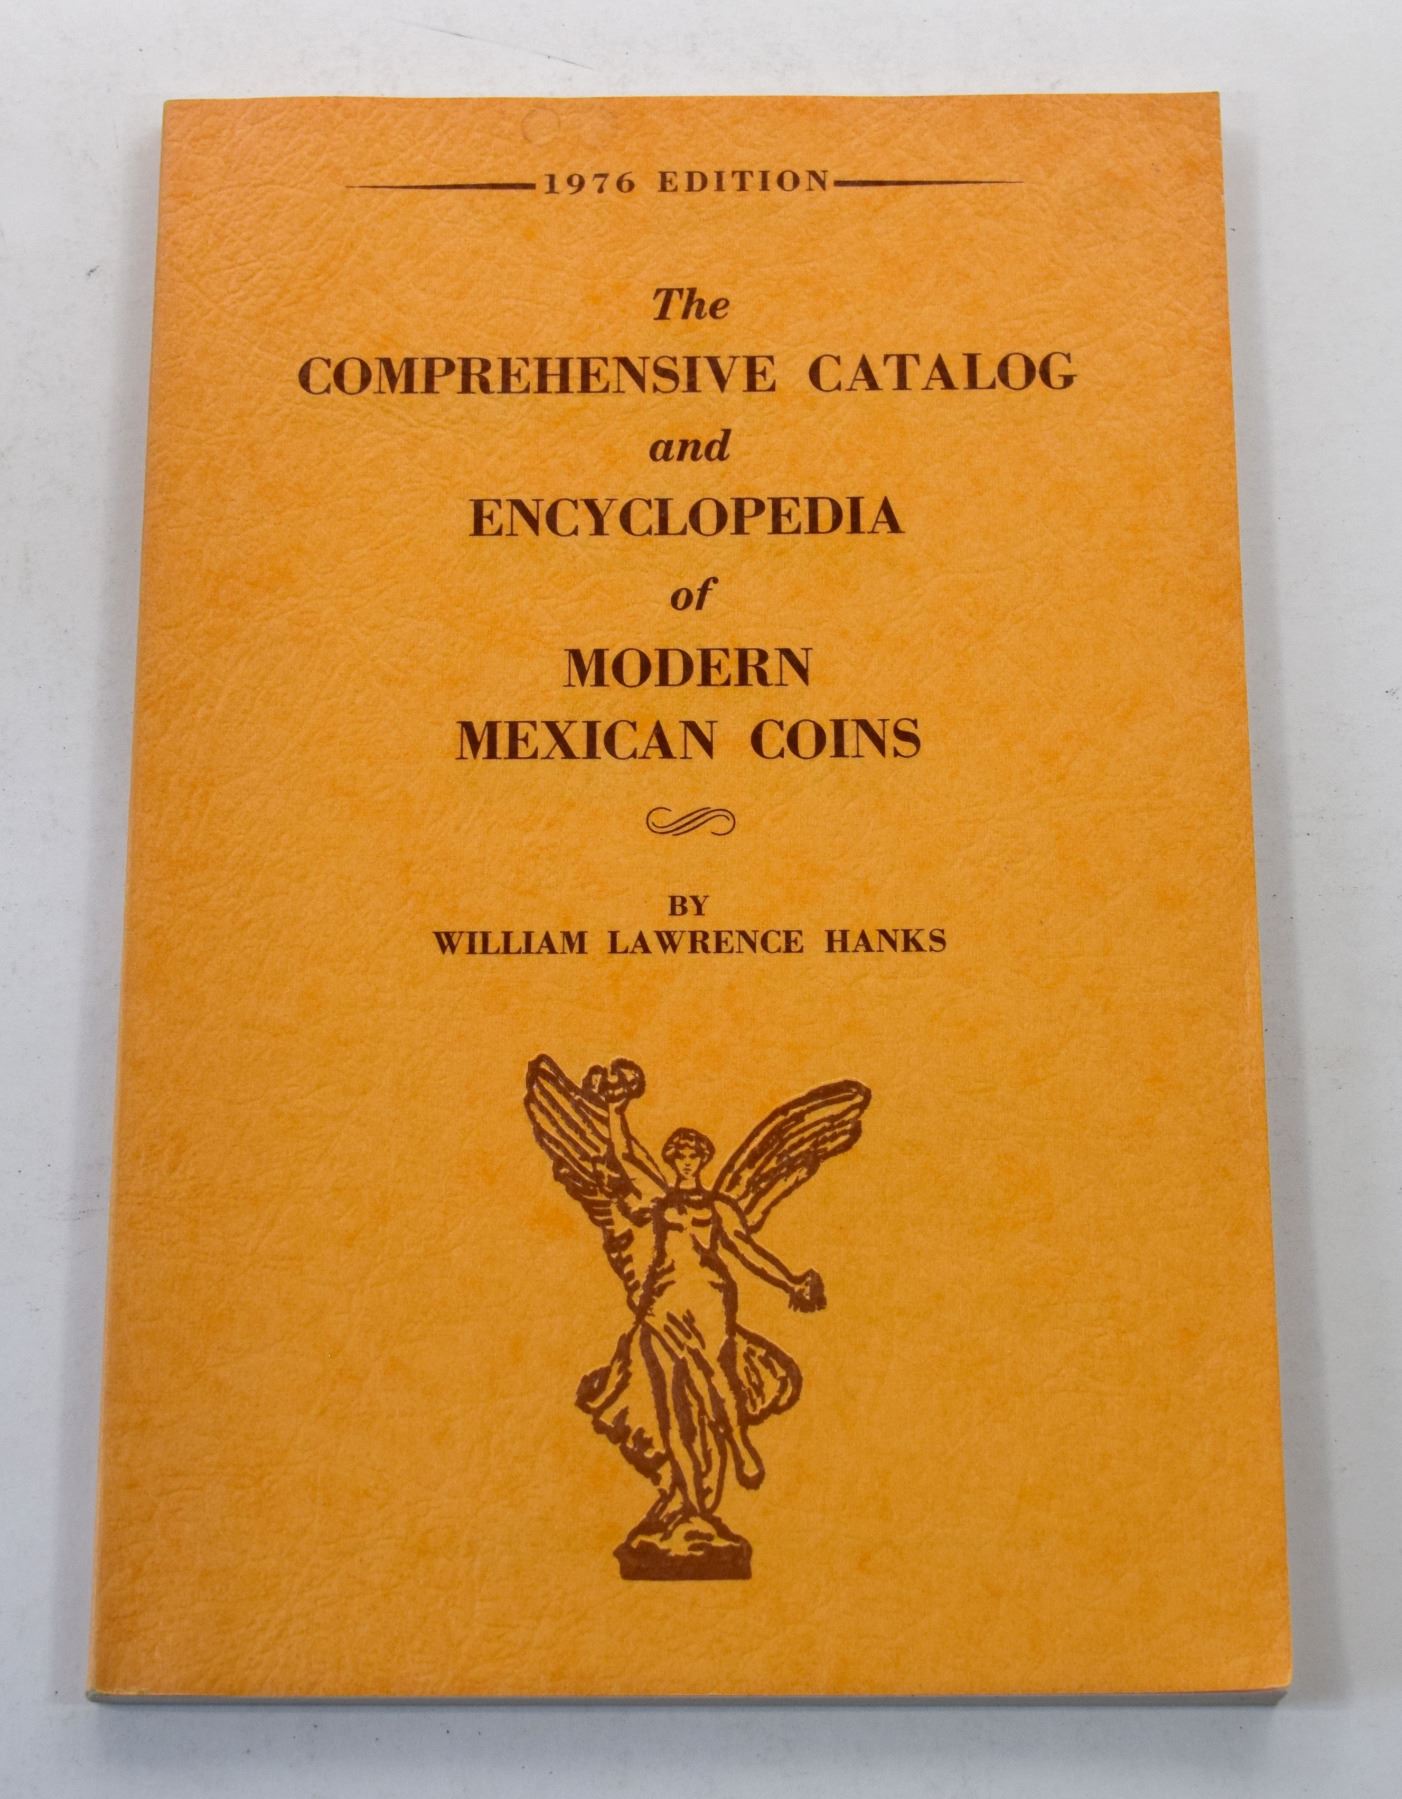 1976 EDITION
The
COMPREHENSIVE CATALOG
and
ENCYCLOPEDIA
of
MODERN
MEXICAN COINS
BY
WILLIAM LAWRENCE HANKS